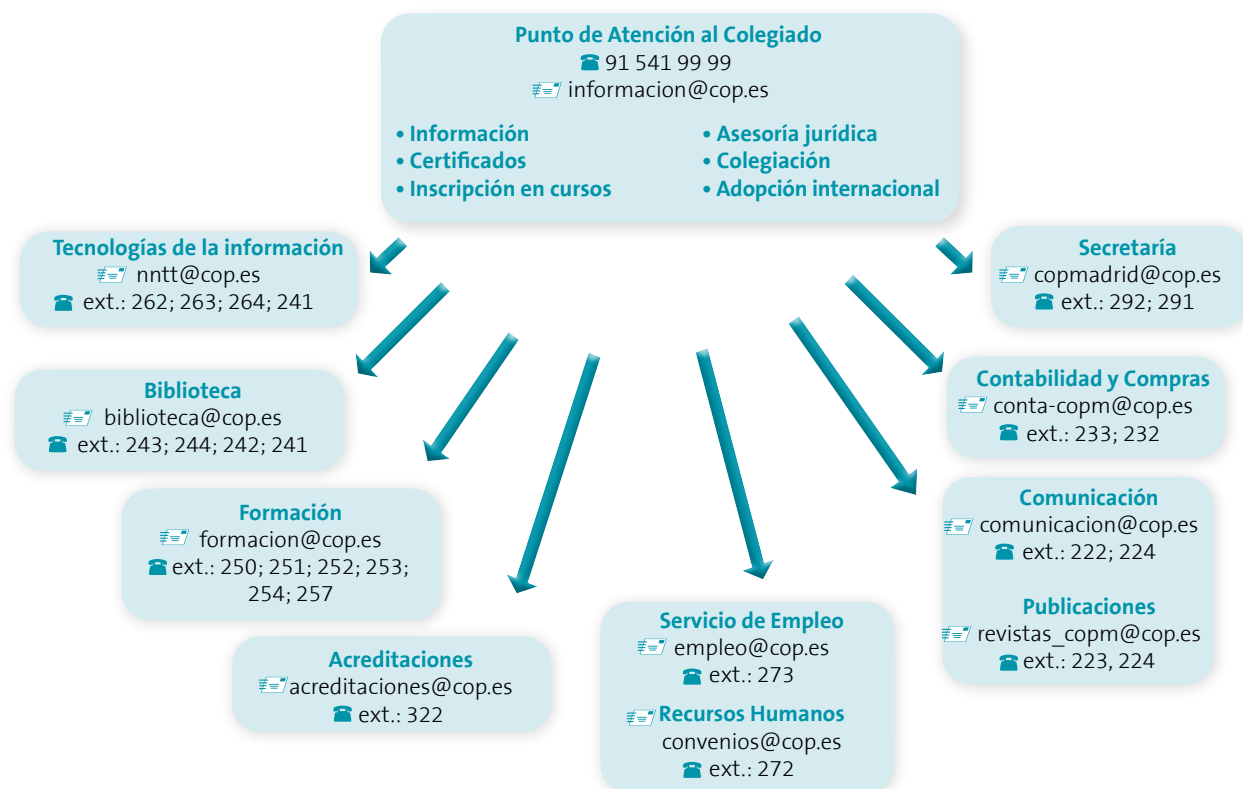 Punto de Atención al Colegiado
91 541 99 99
informacion@cop.es
• Información
• Certificados
• Inscripción en cursos
• Asesoría jurídica
• Colegiación
• Adopción internacional
Tecnologías de la información
nntt@cop.es
ext.: 262; 263; 264; 241
Secretaría
copmadrid@cop.es
ext.: 292; 291
Biblioteca
biblioteca@cop.es
ext.: 243; 244; 242; 241
Contabilidad y Compras
conta-copm@cop.es
ext.: 233; 232
Formación
formacion@cop.es
ext.: 250; 251; 252; 253;
254; 257
Comunicación
comunicacion@cop.es
ext.: 222; 224
Publicaciones
revistas_copm@cop.es
ext.: 223, 224
Acreditaciones
acreditaciones@cop.es
ext.: 322
Servicio de Empleo
empleo@cop.es
ext.: 273
Recursos Humanos
convenios@cop.es
ext.: 272